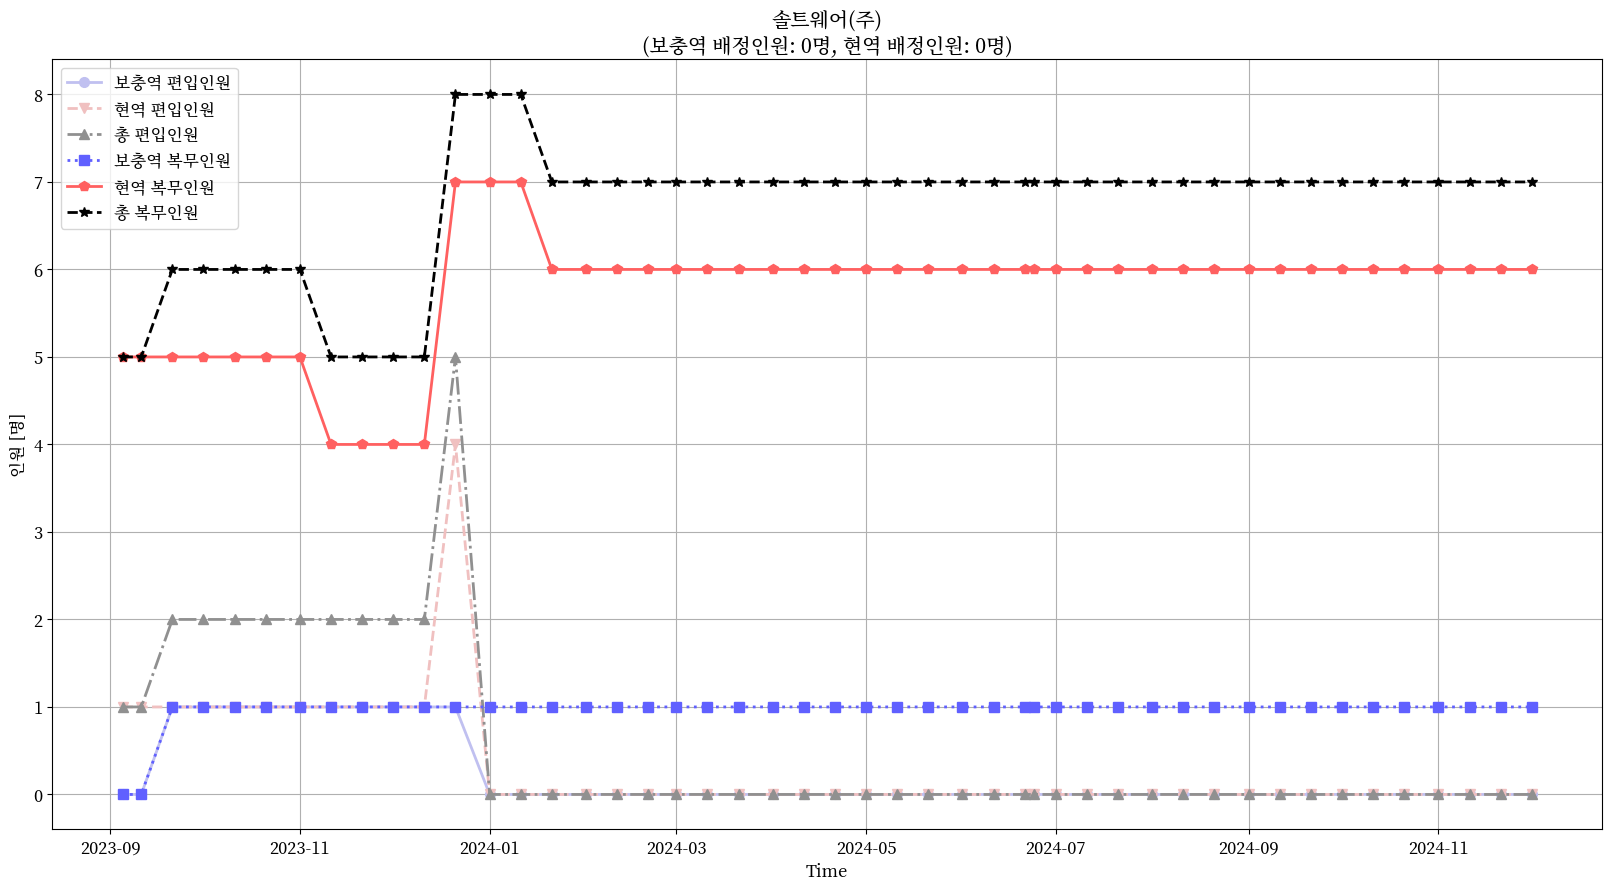 솔트웨어(주)
(보충역 배정인원: 0명, 현역 배정인원: 0명)
보충역 편입인원
현역 편입인원
총 편입인원
보충역 복무인원
현역 복무인원
총 복무인원
인원 [명]
8
7
6
5
4
3
2
1
0
2023-09
2023-11
2024-01
2024-03
2024-05
2024-07
2024-09
2024-11
Time